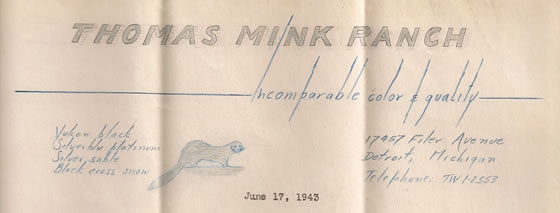 THOMAS MINK RANCH
Incomparable color & quality
Yukon black
Silverblu platinum
Silver sable
Black cross snow
17457 Filer Avenue
Detroit, Michigan
Telephone: TW 1-2553
June 17, 1943